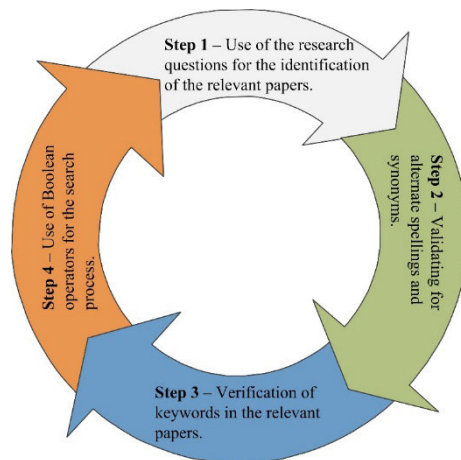 Step 1 – Use of the research
questions for the identification
of the relevant papers.
Step 2 – Validating for
alternate spellings and
synonyms.
Step 3 – Verification of
keywords in the relevant
papers.
Step 4 – Use of Boolean
operators for the search
process.